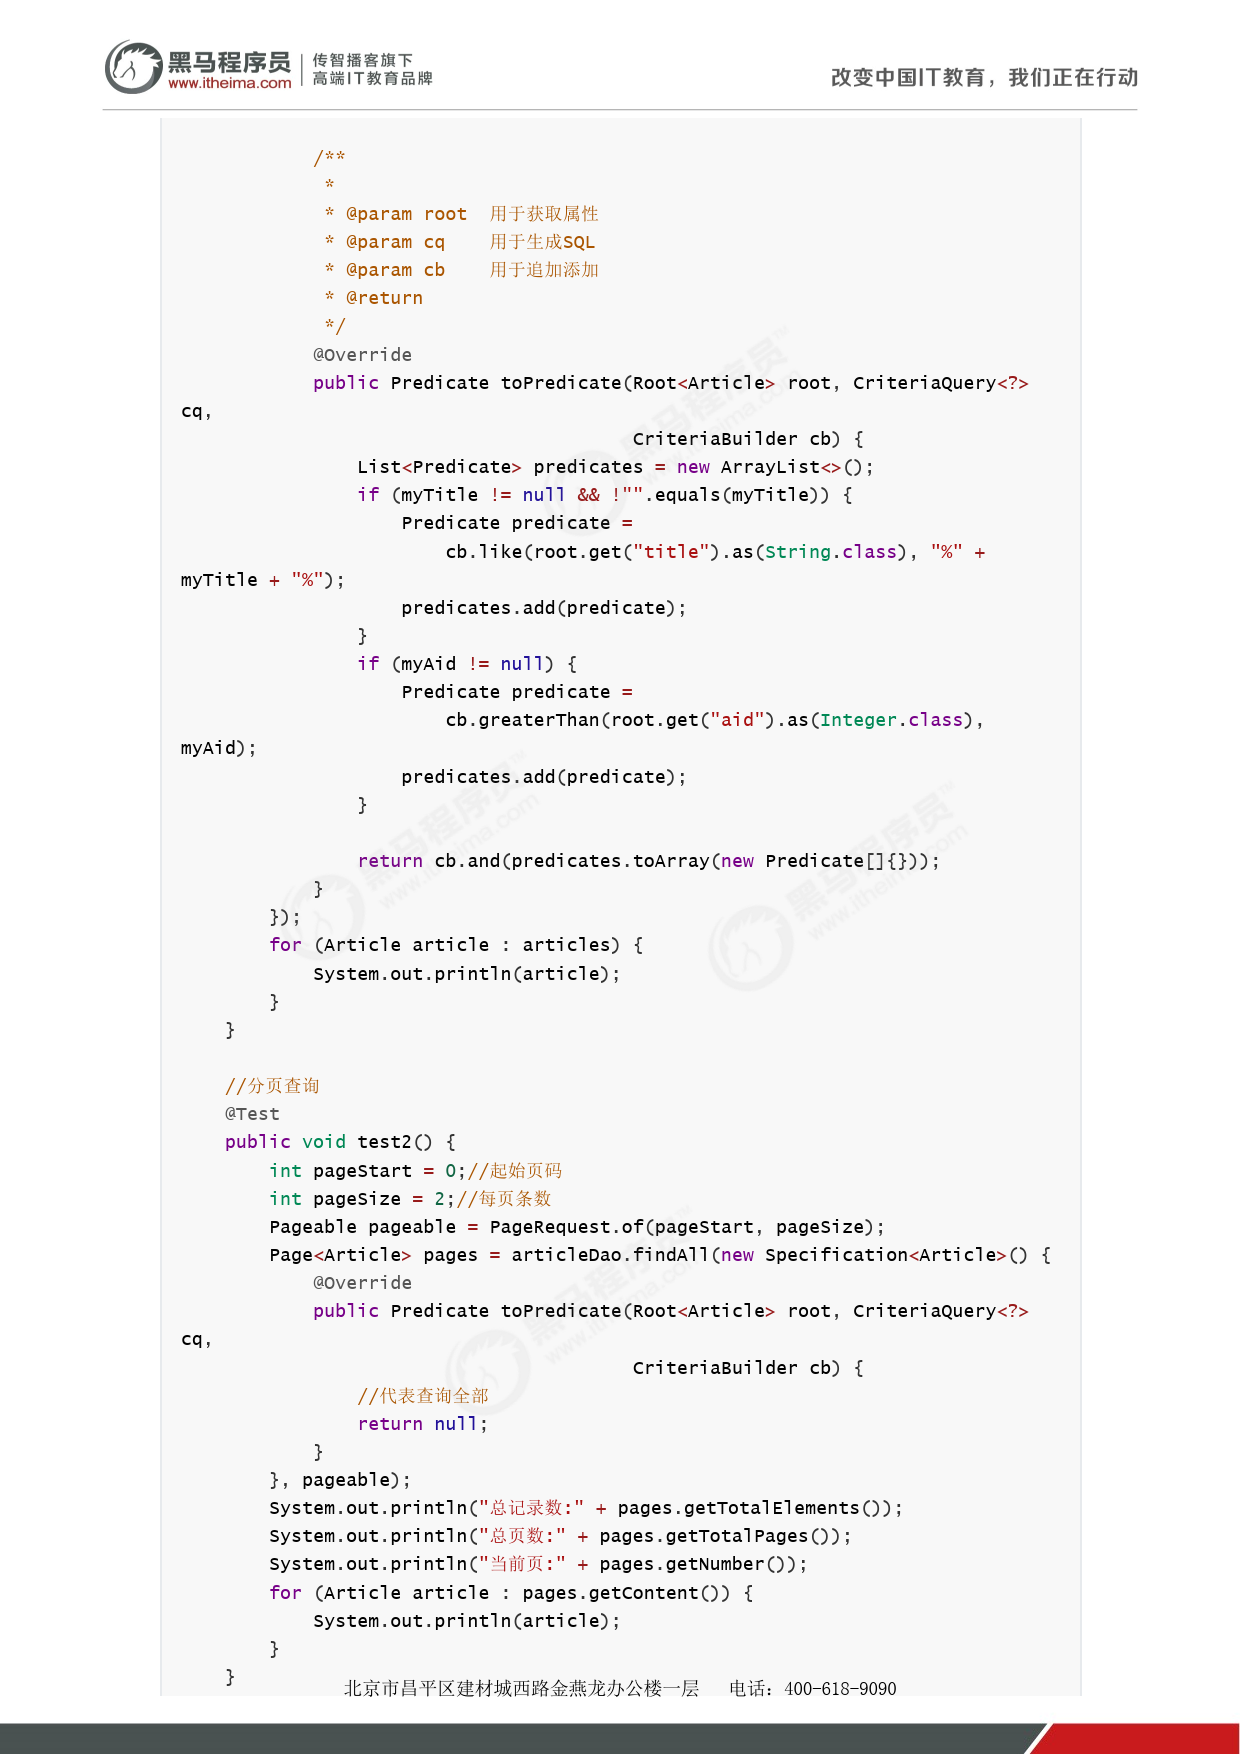 黑马程序员
www.itheima.com
传智播客旗下
高端IT教育品牌
改变中国IT教育，我们正在行动
/**
*
* @param root 用于获取属性
* @param cq 用于生成SQL
* @param cb 用于追加添加
* @return
*/
@Override
public Predicate toPredicate(Root<Article> root, CriteriaQuery<?>
cq,
CriteriaBuilder cb) {
List<Predicate> predicates = new ArrayList<>();
if (myTitle != null && !"".equals(myTitle)) {
Predicate predicate =
cb.like(root.get("title").as(String.class), "%" +
myTitle + "%");
predicates.add(predicate);
}
if (myAid != null) {
Predicate predicate =
cb.greaterThan(root.get("aid").as(Integer.class),
myAid);
predicates.add(predicate);
}
return cb.and(predicates.toArray(new Predicate[]{}));
}
});
for (Article article : articles) {
System.out.println(article);
}
}
//分页查询
@Test
public void test2() {
int pageStart = 0;//起始页码
int pageSize = 2;//每页条数
Pageable pageable = PageRequest.of(pageStart, pageSize);
Page<Article> pages = articleDao.findAll(new Specification<Article>() {
@Override
public Predicate toPredicate(Root<Article> root, CriteriaQuery<?>
cq,
CriteriaBuilder cb) {
//代表查询全部
return null;
}
}, pageable);
System.out.println("总记录数:" + pages.getTotalElements());
System.out.println("总页数:" + pages.getTotalPages());
System.out.println("当前页:" + pages.getNumber());
for (Article article : pages.getContent()) {
System.out.println(article);
}
}
北京市昌平区建材城西路金燕龙办公楼一层 电话：400-618-9090